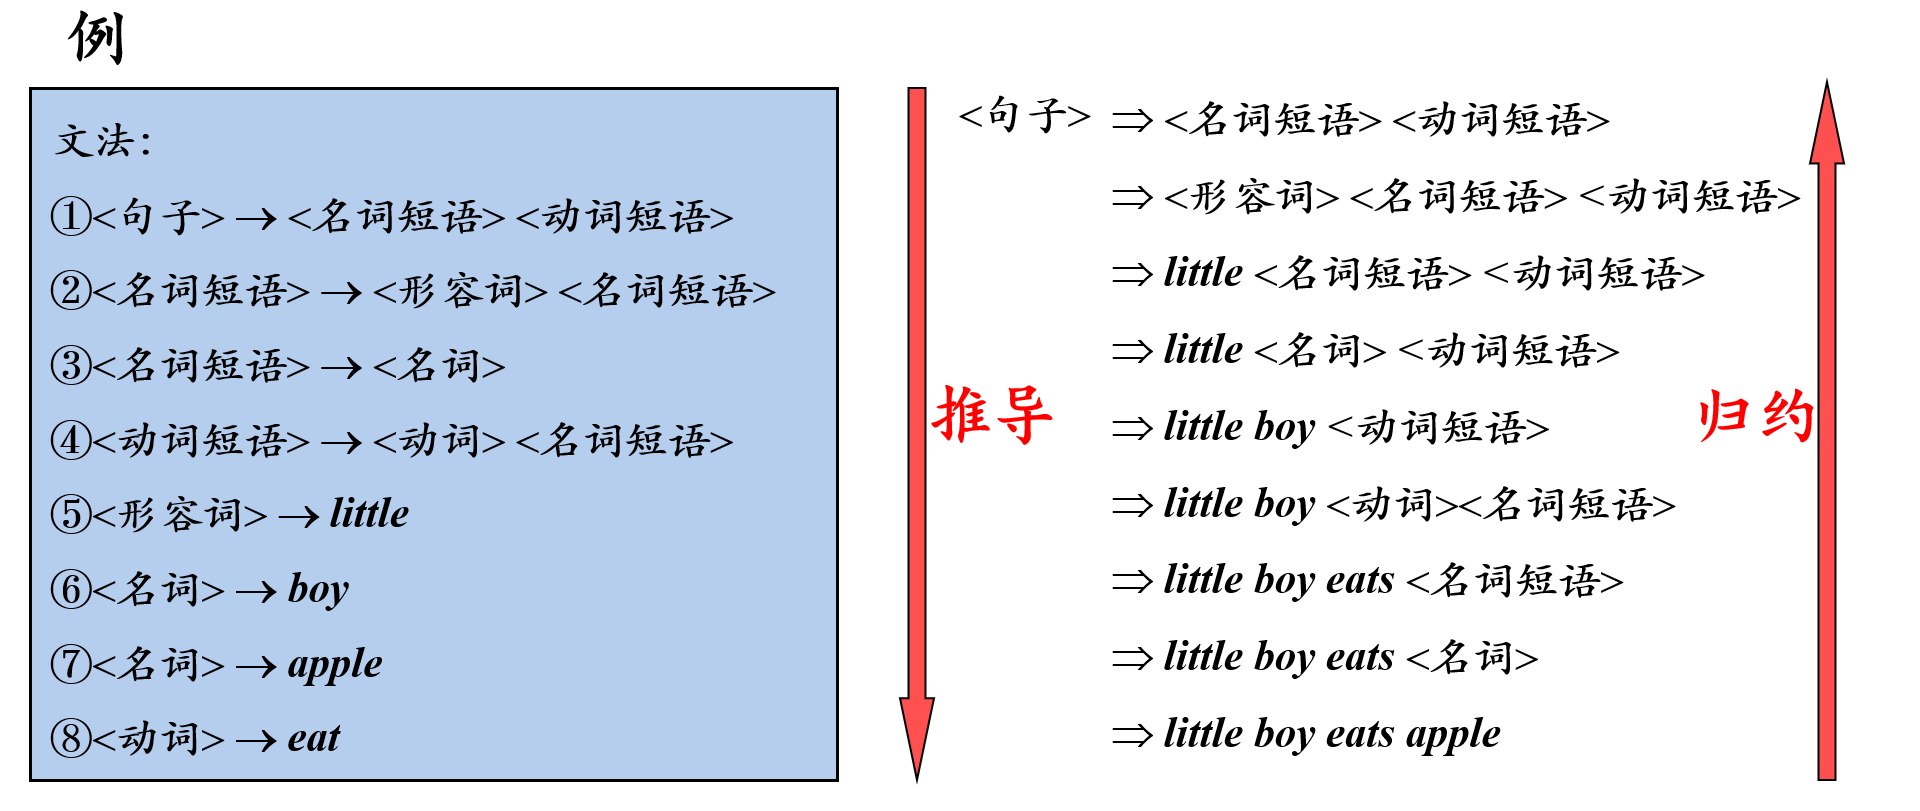 例
文法：
①<句子> → <名词短语> <动词短语>
②<名词短语> → <形容词> <名词短语>
③<名词短语> → <名词>
④<动词短语> → <动词> <名词短语>
⑤<形容词> → little
⑥<名词> → boy
⑦<名词> → apple
⑧<动词> → eat
推导
<句子> ⇒ <名词短语> <动词短语>
⇒ <形容词> <名词短语> <动词短语>
⇒ little <名词短语> <动词短语>
⇒ little <名词> <动词短语>
⇒ little boy <动词短语>
⇒ little boy <动词><名词短语>
⇒ little boy eats <名词短语>
⇒ little boy eats <名词>
⇒ little boy eats apple
归约